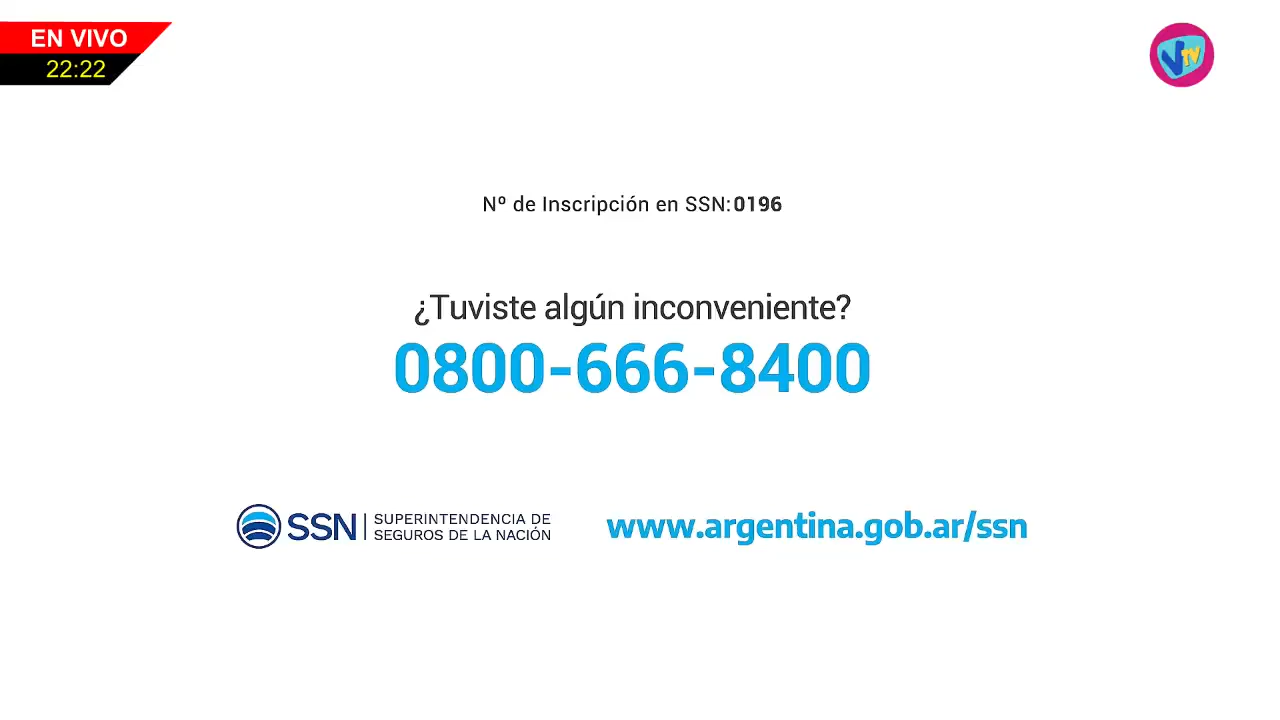 EN VIVO
22:22
VTV
Nº de Inscripción en SSN: 0196
¿Tuviste algún inconveniente?
0800-666-8400
SSN
SUPERINTENDENCIA DE
SEGUROS DE LA NACIÓN
www.argentina.gob.ar/ssn